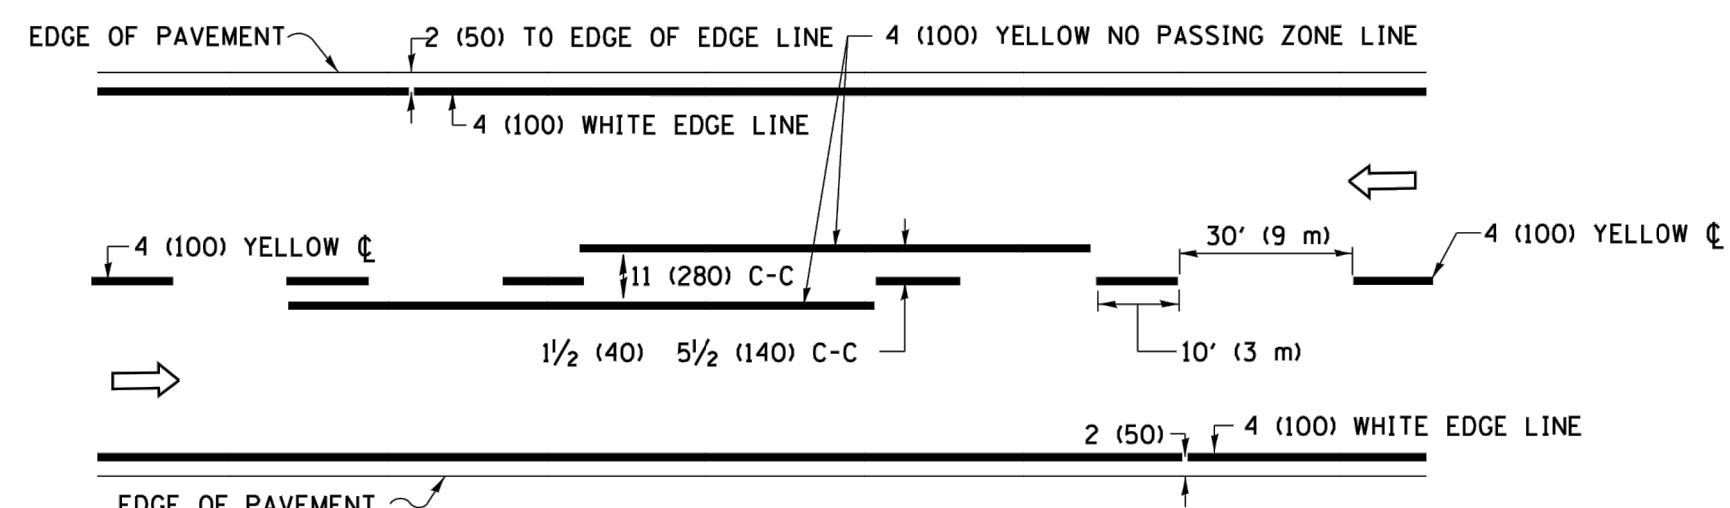 EDGE OF PAVEMENT
2 (50) TO EDGE OF EDGE LINE
4 (100) YELLOW NO PASSING ZONE LINE
4 (100) WHITE EDGE LINE
4 (100) YELLOW ℄
30' (9 m)
4 (100) YELLOW ℄
11 (280) C-C
1½ (40) 5½ (140) C-C
10' (3 m)
2 (50)
4 (100) WHITE EDGE LINE
EDGE OF PAVEMENT